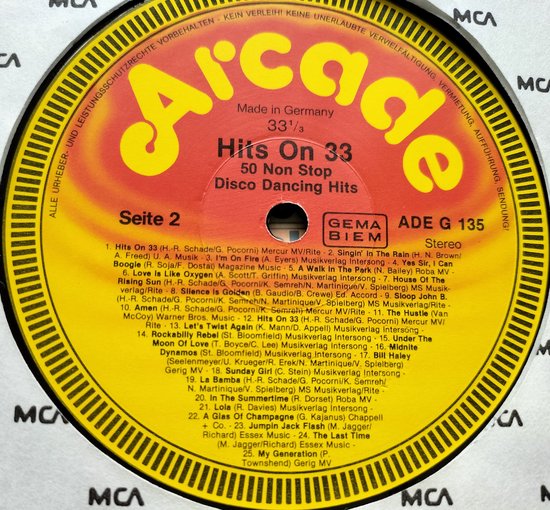 MCA
MCA
ALLE URHEBER- UND LEISTUNGSSCHUTZRECHTE VORBEHALTEN - KEIN VERLEIH! KEINE UNERLAUBTE VERVIELFÄLTIGUNG, VERMIETUNG, AUFFÜHRUNG, SENDUNG!
Arcade
Made in Germany
33 1/3
Hits On 33
50 Non Stop
Disco Dancing Hits
Seite 2
GEMA
BIEM
ADE G 135
Stereo
1. Hits On 33 (H.-R. Schade/G. Pocorni) Mercur MV/Rite · 2. Singin' In The Rain (H. N. Brown/
A. Freed) U. A. Musik · 3. I'm On Fire (A. Eyers) Musikverlag Intersong · 4. Yes Sir, I Can
Boogie (R. Soja/F. Dostal) Magazine Music · 5. A Walk In The Park (N. Bailey) Roba MV ·
6. Love Is Like Oxygen (A. Scott/T. Griffin) Musikverlag Intersong · 7. House Of The
Rising Sun (H.-R. Schade/G. Pocorni/K. Semreh/N. Martinique/V. Spielberg) MS Musik-
verlag/Rite · 8. Silence Is Golden (B. Gaudio/B. Crewe) Ed. Accord · 9. Sloop John B.
(H.-R. Schade/G. Pocorni/K. Semreh/N. Martinique/V. Spielberg) MS Musikverlag/Rite ·
10. Amen (H.-R. Schade/G. Pocorni/K. Semreh) Mercur MV/Rite · 11. The Hustle (Van
McCoy) Warner Bros. Music · 12. Hits On 33 (H.-R. Schade/G. Pocorni) Mercur MV/
Rite · 13. Let's Twist Again (K. Mann/D. Appell) Musikverlag Intersong ·
14. Rockabilly Rebel (St. Bloomfield) Musikverlag Intersong · 15. Under The
Moon Of Love (T. Boyce/C. Lee) Musikverlag Intersong · 16. Midnite
Dynamos (St. Bloomfield) Musikverlag Intersong · 17. Bill Haley
(Seelenmeyer/U. Krueger/R. Erek/N. Martinique/V. Spielberg)
Gerig MV · 18. Sunday Girl (C. Stein) Musikverlag Intersong ·
19. La Bamba (H.-R. Schade/G. Pocorni/K. Semreh/
N. Martinique/V. Spielberg) MS Musikverlag/Rite ·
20. In The Summertime (R. Dorset) Roba MV ·
21. Lola (R. Davies) Musikverlag Intersong ·
22. A Glas Of Champagne (G. Kajanus) Chappell
+ Co. · 23. Jumpin Jack Flash (M. Jagger/
Richard) Essex Music · 24. The Last Time
(M. Jagger/Richard) Essex Music ·
25. My Generation (P.
Townshend) Gerig MV
MCA
MCA
MCA
MCA
MCA